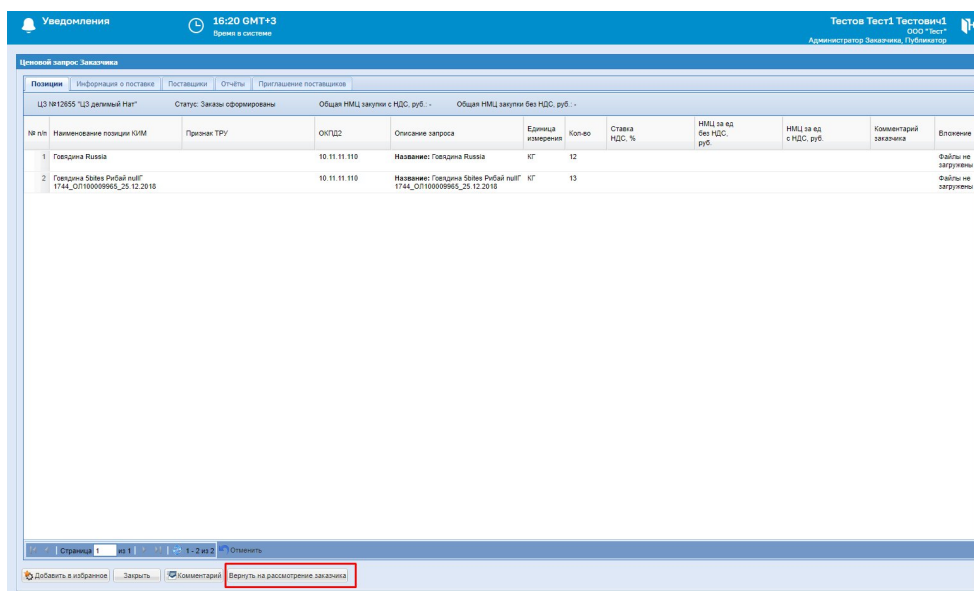 Уведомления
16:20 GMT+3
Время в системе
Тестов Тест1 Тестович1
ООО "Тест"
Администратор Заказчика, Публикатор
Ценовой запрос Заказчика
Позиции Информация о поставке Поставщики Отчёты Приглашение поставщиков
ЦЗ №12655 "ЦЗ делимый Нат" Статус: Заказы оформированы Общая НМЦ закупки с НДС, руб.: - Общая НМЦ закупки без НДС, руб.: -
№ п/п Наименование позиции КИМ Признак ТРУ ОКПД2 Описание запроса Единица измерения Кол-во Ставка НДС, % НМЦ за ед без НДС, руб. НМЦ за ед с НДС, руб. Комментарий заказчика Вложение
1 Говядина Russia 10.11.11.110 Название: Говядина Russia КГ 12 Файлы не
загружены
2 Говядина 5bites Рибай nullГ 10.11.11.110 Название: Говядина 5bites Рибай nullГ КГ 13 Файлы не
1744_ОЛ100009965_25.12.2018 1744_ОЛ100009965_25.12.2018 загружены
Страница 1 из 1 1 - 2 из 2 Отменить
Добавить в избранное Закрыть Комментарий Вернуть на рассмотрение заказчика